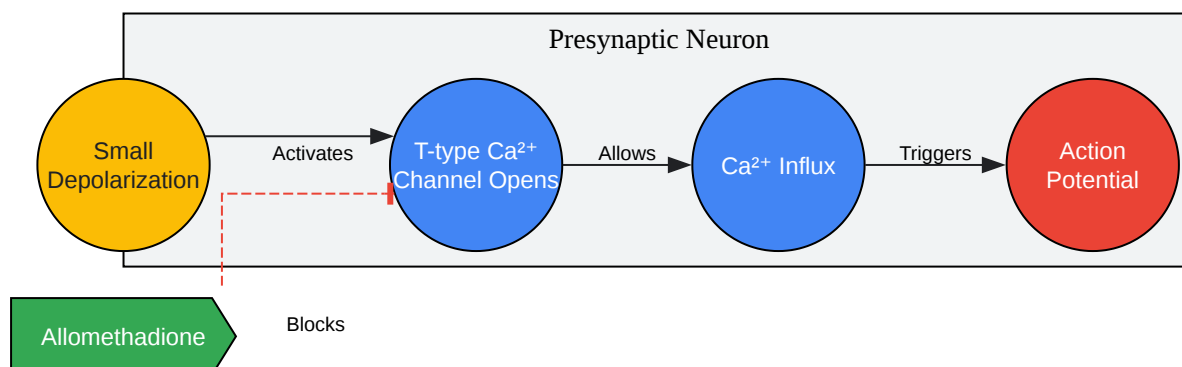 Presynaptic Neuron
Small
Depolarization
Activates
T-type Ca²⁺
Channel Opens
Allows
Ca²⁺ Influx
Triggers
Action
Potential
Allomethadione
Blocks